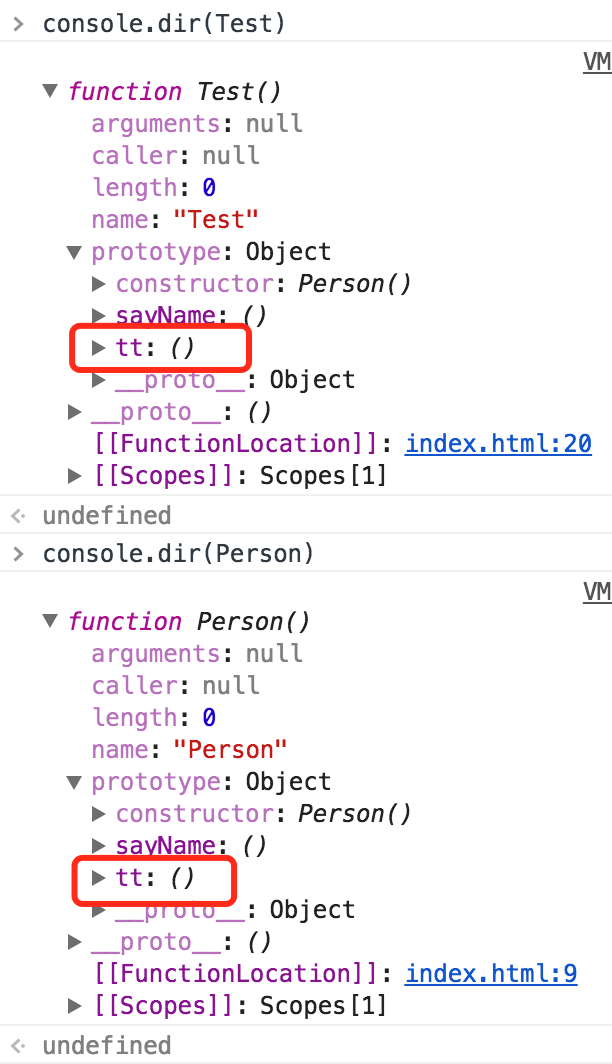 > console.dir(Test)
VM
▼ function Test()
arguments: null
caller: null
length: 0
name: "Test"
▼ prototype: Object
▶ constructor: Person()
▶ sayName: ()
▶ tt: ()
▶ __proto__: Object
▶ __proto__: ()
[[FunctionLocation]]: index.html:20
▶ [[Scopes]]: Scopes[1]
undefined
> console.dir(Person)
VM
▼ function Person()
arguments: null
caller: null
length: 0
name: "Person"
▼ prototype: Object
▶ constructor: Person()
▶ sayName: ()
▶ tt: ()
▶ __proto__: Object
▶ __proto__: ()
[[FunctionLocation]]: index.html:9
▶ [[Scopes]]: Scopes[1]
undefined